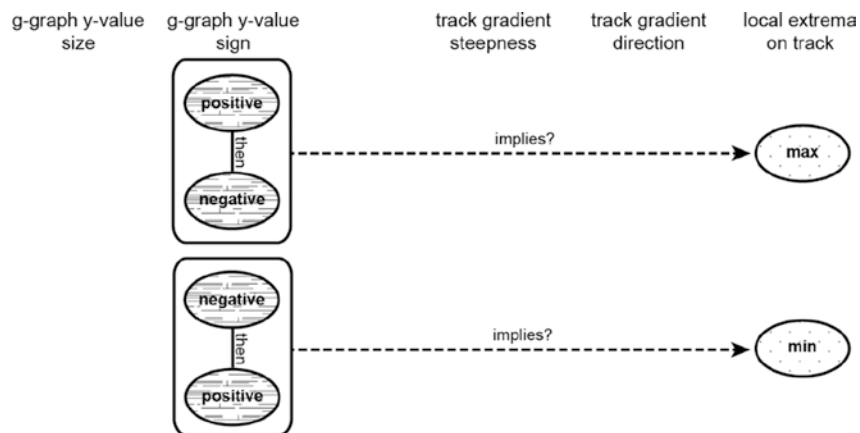 g-graph y-value g-graph y-value track gradient track gradient local extrema
size sign steepness direction on track
positive
then
negative
implies?
max
negative
then
positive
implies?
min